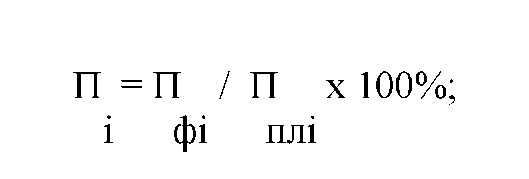 П = П / П х 100%;
і фі плі